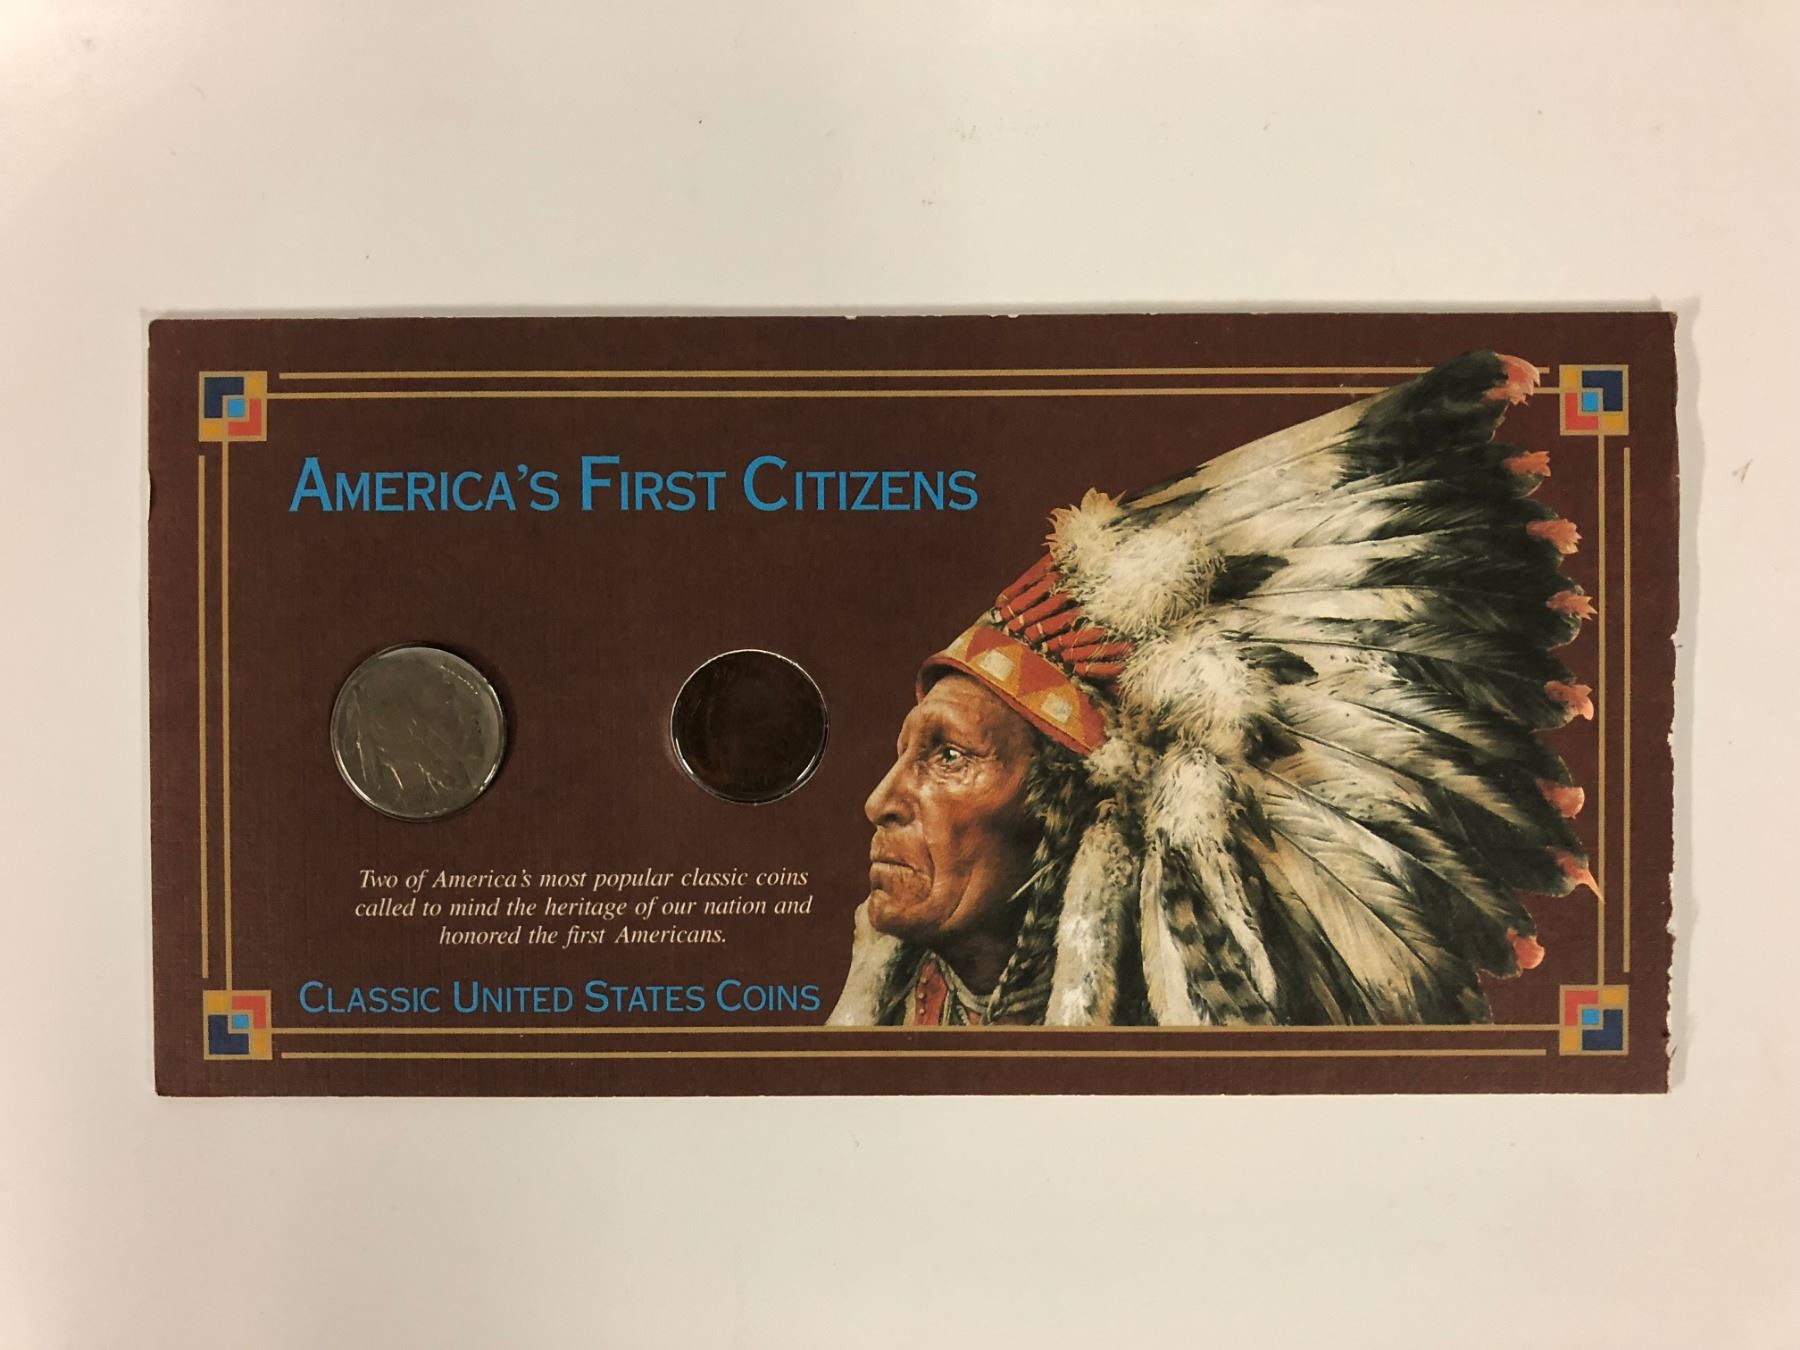 America's First Citizens
Two of America's most popular classic coins
called to mind the heritage of our nation and
honored the first Americans.
Classic United States Coins